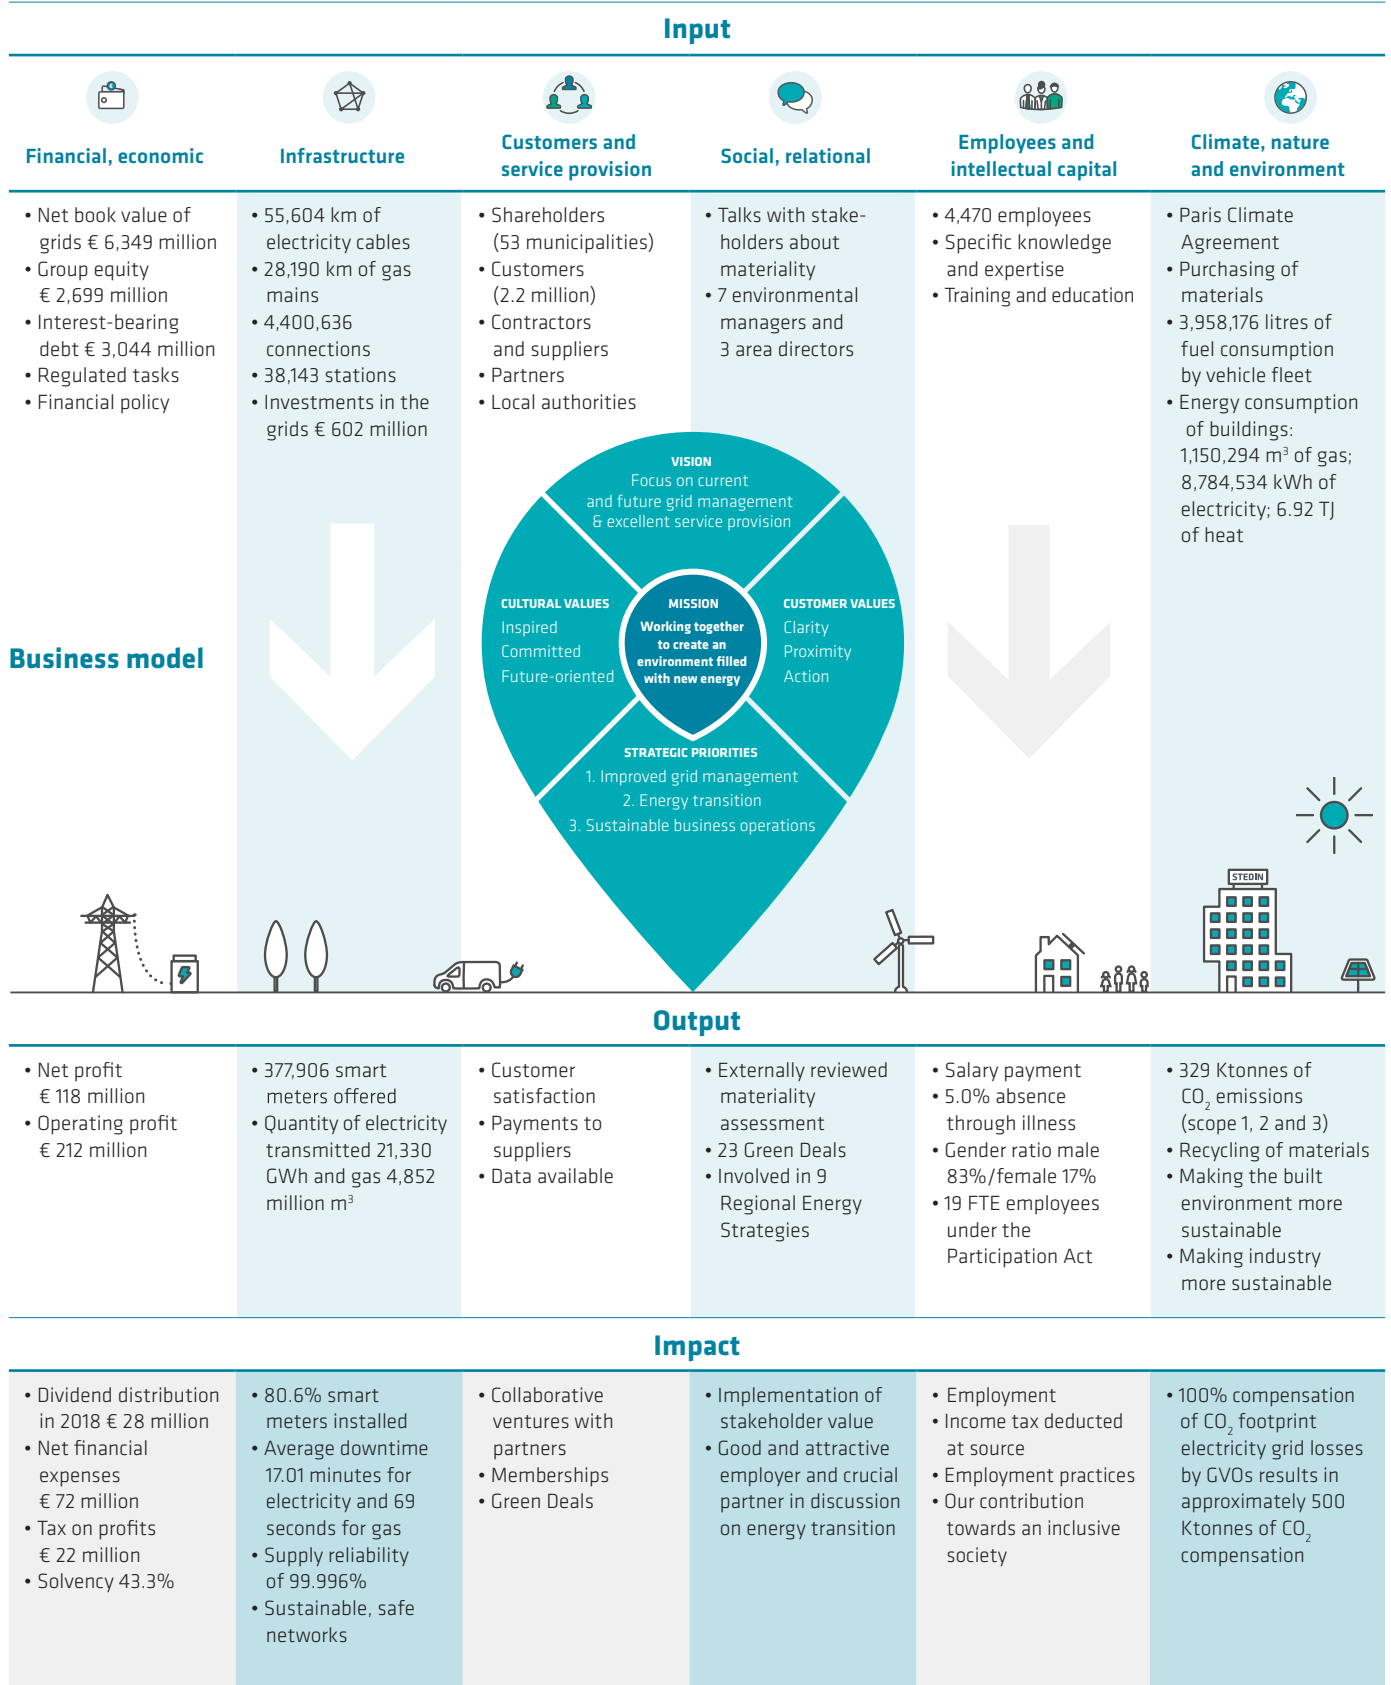 Input
Financial, economic
Infrastructure
Customers and
service provision
Social, relational
Employees and
intellectual capital
Climate, nature
and environment
• Net book value of
grids € 6,349 million
• Group equity
€ 2,699 million
• Interest-bearing
debt € 3,044 million
• Regulated tasks
• Financial policy
• 55,604 km of
electricity cables
• 28,190 km of gas
mains
• 4,400,636
connections
• 38,143 stations
• Investments in the
grids € 602 million
• Shareholders
(53 municipalities)
• Customers
(2.2 million)
• Contractors
and suppliers
• Partners
• Local authorities
• Talks with stake-
holders about
materiality
• 7 environmental
managers and
3 area directors
• 4,470 employees
• Specific knowledge
and expertise
• Training and education
• Paris Climate
Agreement
• Purchasing of
materials
• 3,958,176 litres of
fuel consumption
by vehicle fleet
• Energy consumption
of buildings:
1,150,294 m³ of gas;
8,784,534 kWh of
electricity; 6.92 TJ
of heat
Business model
VISION
Focus on current
and future grid management
& excellent service provision
CULTURAL VALUES
Inspired
Committed
Future-oriented
MISSION
Working together
to create an
environment filled
with new energy
CUSTOMER VALUES
Clarity
Proximity
Action
STRATEGIC PRIORITIES
1. Improved grid management
2. Energy transition
3. Sustainable business operations
STEDIN
Output
• Net profit
€ 118 million
• Operating profit
€ 212 million
• 377,906 smart
meters offered
• Quantity of electricity
transmitted 21,330
GWh and gas 4,852
million m³
• Customer
satisfaction
• Payments to
suppliers
• Data available
• Externally reviewed
materiality
assessment
• 23 Green Deals
• Involved in 9
Regional Energy
Strategies
• Salary payment
• 5.0% absence
through illness
• Gender ratio male
83%/female 17%
• 19 FTE employees
under the
Participation Act
• 329 Ktonnes of
CO₂ emissions
(scope 1, 2 and 3)
• Recycling of materials
• Making the built
environment more
sustainable
• Making industry
more sustainable
Impact
• Dividend distribution
in 2018 € 28 million
• Net financial
expenses
€ 72 million
• Tax on profits
€ 22 million
• Solvency 43.3%
• 80.6% smart
meters installed
• Average downtime
17.01 minutes for
electricity and 69
seconds for gas
• Supply reliability
of 99.996%
• Sustainable, safe
networks
• Collaborative
ventures with
partners
• Memberships
• Green Deals
• Implementation of
stakeholder value
• Good and attractive
employer and crucial
partner in discussion
on energy transition
• Employment
• Income tax deducted
at source
• Employment practices
• Our contribution
towards an inclusive
society
• 100% compensation
of CO₂ footprint
electricity grid losses
by GVOs results in
approximately 500
Ktonnes of CO₂
compensation